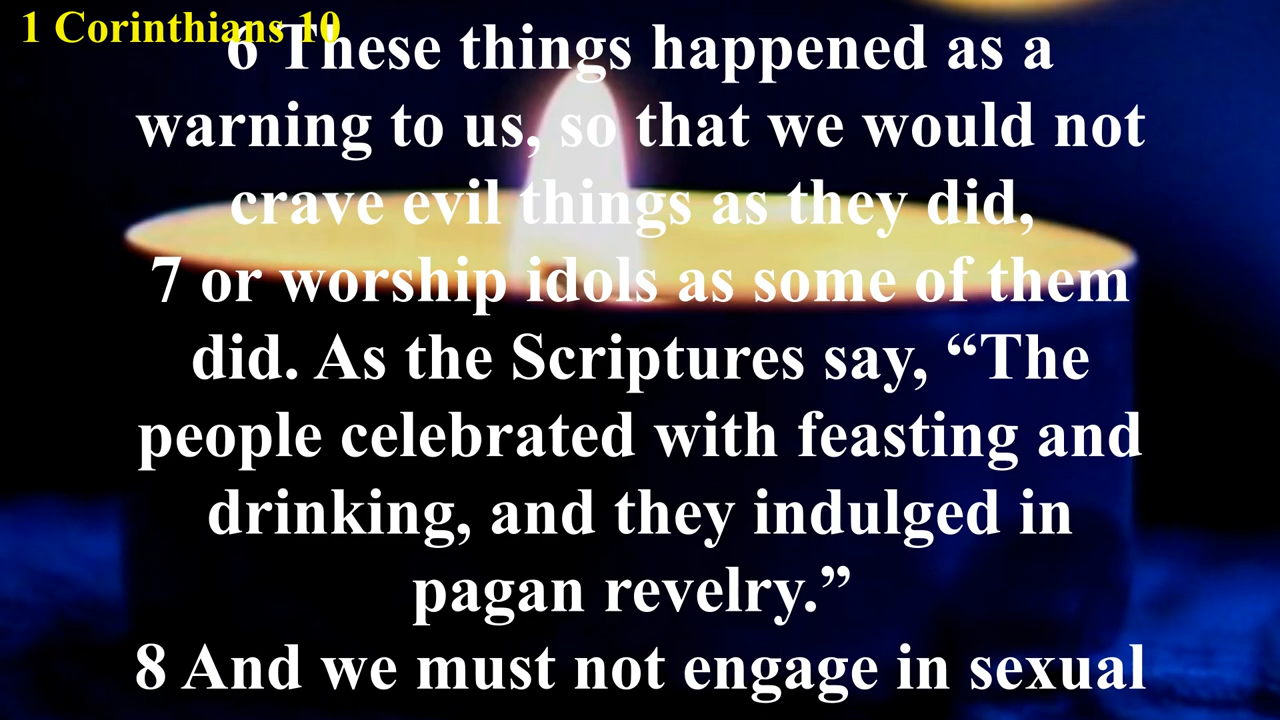 1 Corinthians 10
6 These things happened as a
warning to us, so that we would not
crave evil things as they did,
7 or worship idols as some of them
did. As the Scriptures say, “The
people celebrated with feasting and
drinking, and they indulged in
pagan revelry.”
8 And we must not engage in sexual